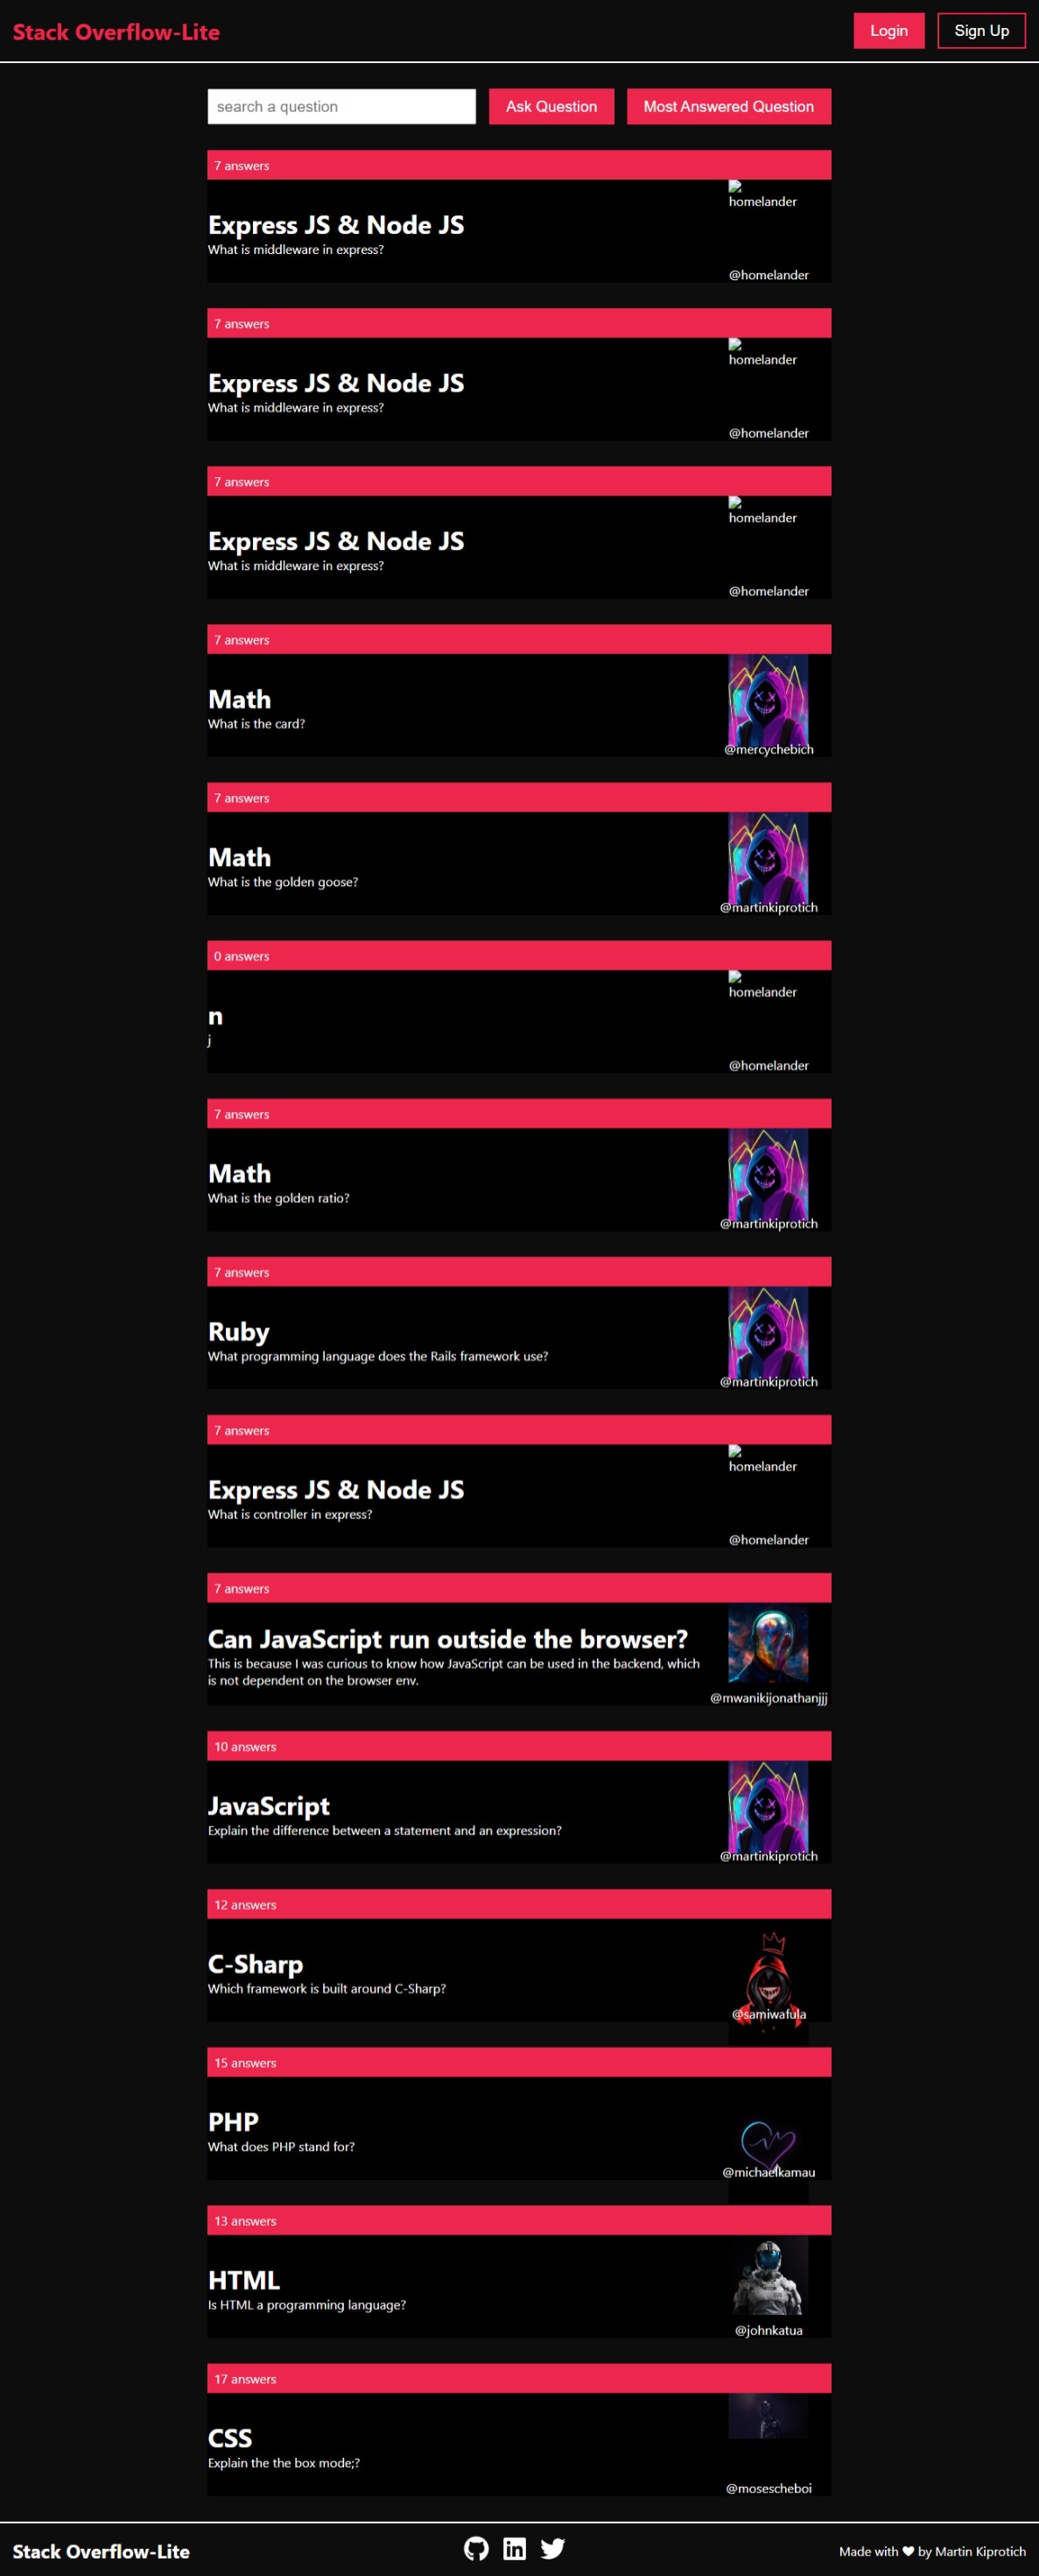 Stack Overflow-Lite
Login
Sign Up
search a question
Ask Question
Most Answered Question
7 answers
homelander
Express JS & Node JS
What is middleware in express?
@homelander
7 answers
homelander
Express JS & Node JS
What is middleware in express?
@homelander
7 answers
homelander
Express JS & Node JS
What is middleware in express?
@homelander
7 answers
Math
What is the card?
@mercychebich
7 answers
Math
What is the golden goose?
@martinkiprotich
0 answers
homelander
n
j
@homelander
7 answers
Math
What is the golden ratio?
@martinkiprotich
7 answers
Ruby
What programming language does the Rails framework use?
@martinkiprotich
7 answers
homelander
Express JS & Node JS
What is controller in express?
@homelander
7 answers
Can JavaScript run outside the browser?
This is because I was curious to know how JavaScript can be used in the backend, which
is not dependent on the browser env.
@mwanikijonathanjjj
10 answers
JavaScript
Explain the difference between a statement and an expression?
@martinkiprotich
12 answers
C-Sharp
Which framework is built around C-Sharp?
@samiwafula
15 answers
PHP
What does PHP stand for?
@michaelkamau
13 answers
HTML
Is HTML a programming language?
@johnkatua
17 answers
CSS
Explain the the box mode;?
@mosescheboi
Stack Overflow-Lite
Made with ❤ by Martin Kiprotich